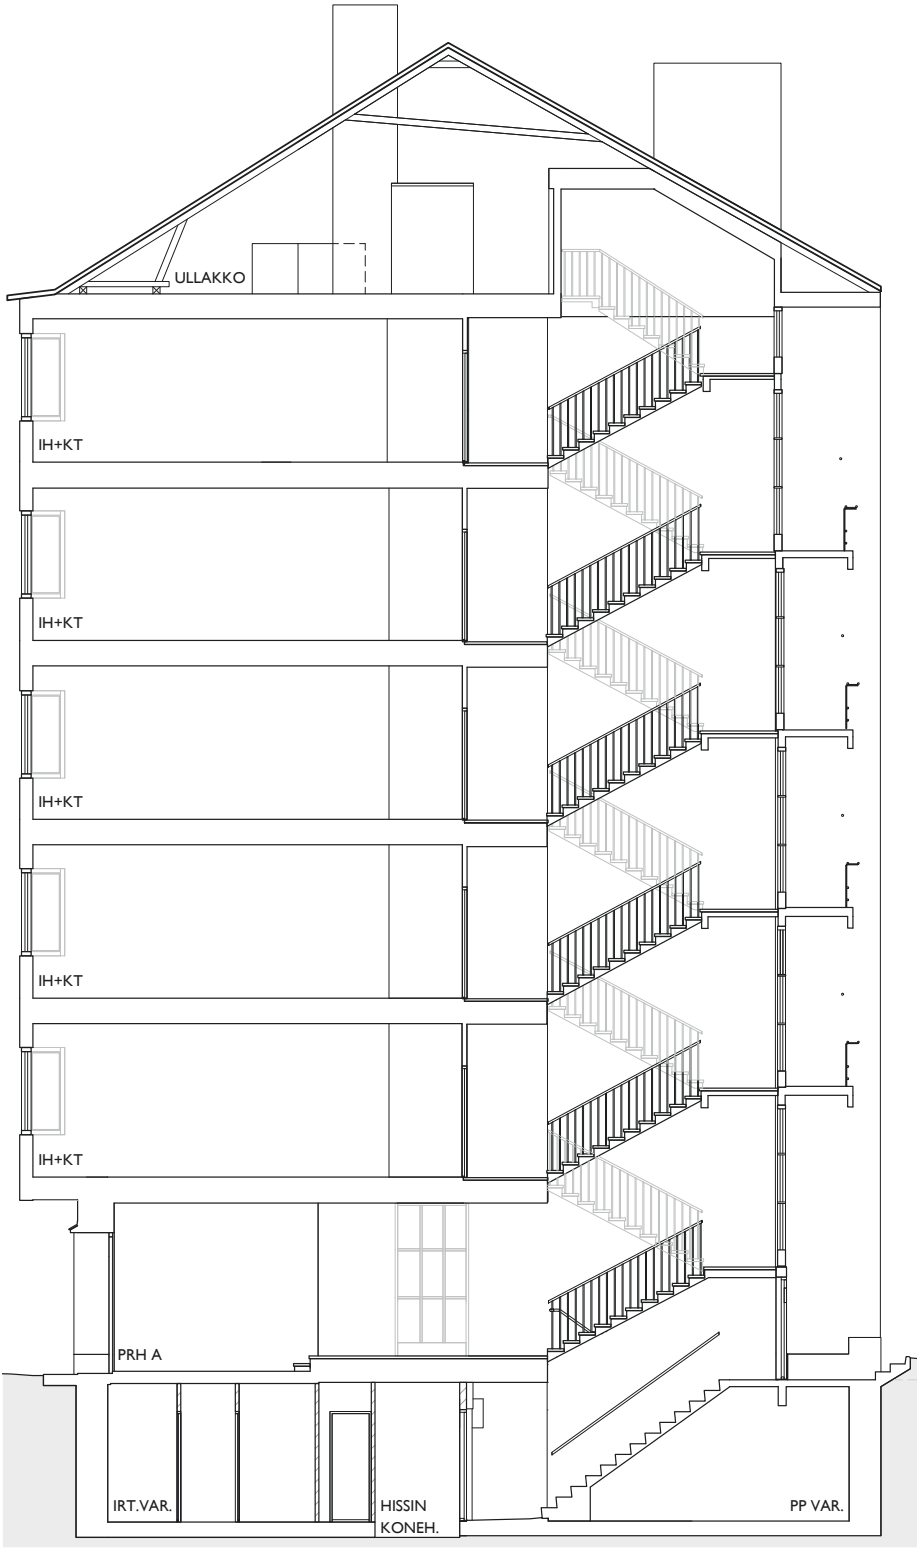 ULLAKKO
IH+KT
IH+KT
IH+KT
IH+KT
IH+KT
PRH A
IRT.VAR.
HISSIN
KONEH.
PP VAR.